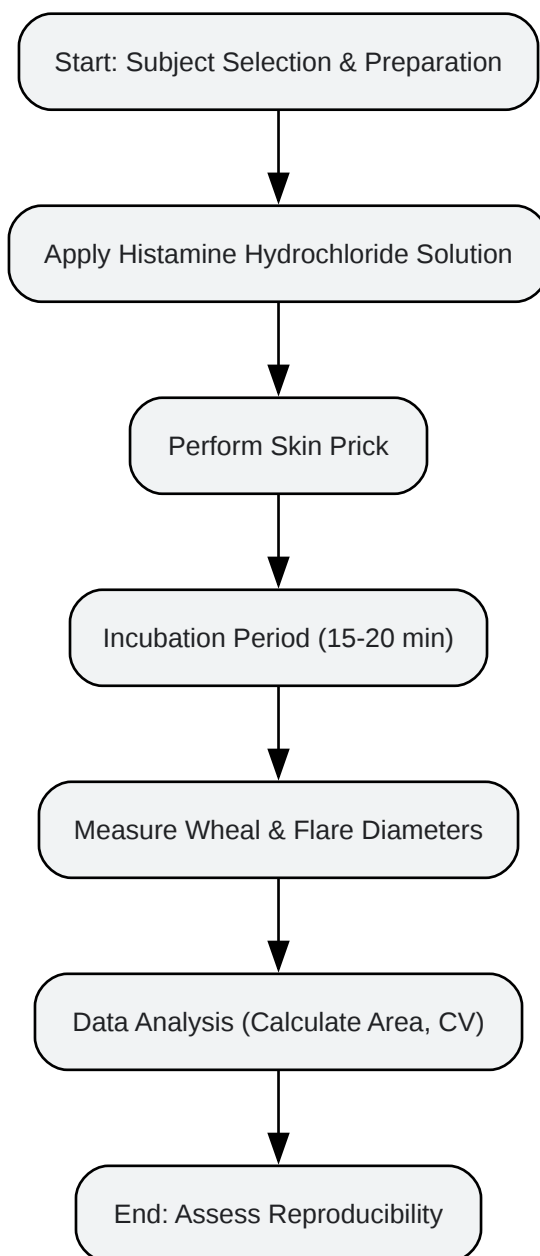 Start: Subject Selection & Preparation
Apply Histamine Hydrochloride Solution
Perform Skin Prick
Incubation Period (15-20 min)
Measure Wheal & Flare Diameters
Data Analysis (Calculate Area, CV)
End: Assess Reproducibility